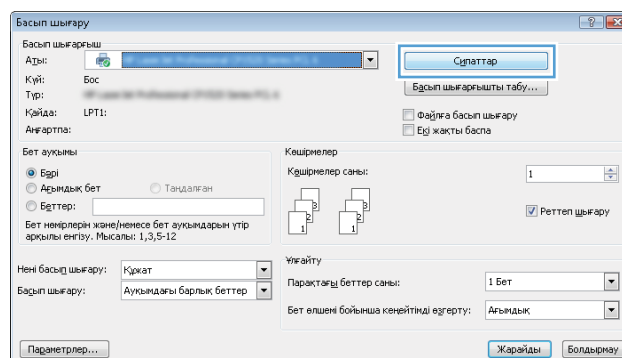 Басып шығару
Басып шығарғыш
Аты:
Сипаттар
Күй: Бос
Басып шығарғышты табу...
Түр:
Қайда: LPT1:
Файлға басып шығару
Аңғартпа:
Екі жақты баспа
Бет ауқымы
Бәрі
Ағымдық бет Таңдалған
Беттер:
Бет нөмірлерін және/немесе бет ауқымдарын үтір
арқылы енгізу. Мысалы: 1,3,5-12
Көшірмелер
Көшірмелер саны: 1
Реттеп шығару
Нені басып шығару: Құжат
Басып шығару: Ауқымдағы барлық беттер
Ұлғайту
Парақтағы беттер саны: 1 Бет
Бет өлшемі бойынша кеңейтімді өзгерту: Ағымдық
Параметрлер...
Жарайды Болдырмау